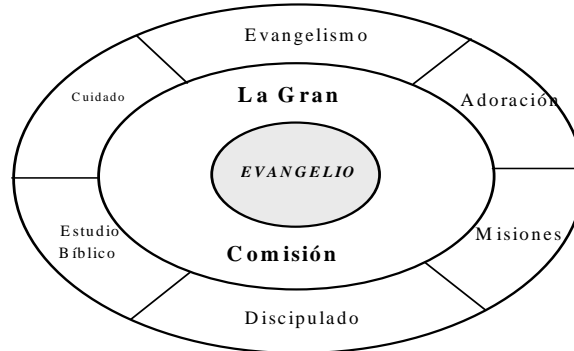 Evangelismo
Cuidado
La Gran
Adoración
EVANGELIO
Estudio
Bíblico
Comisión
Misiones
Discipulado